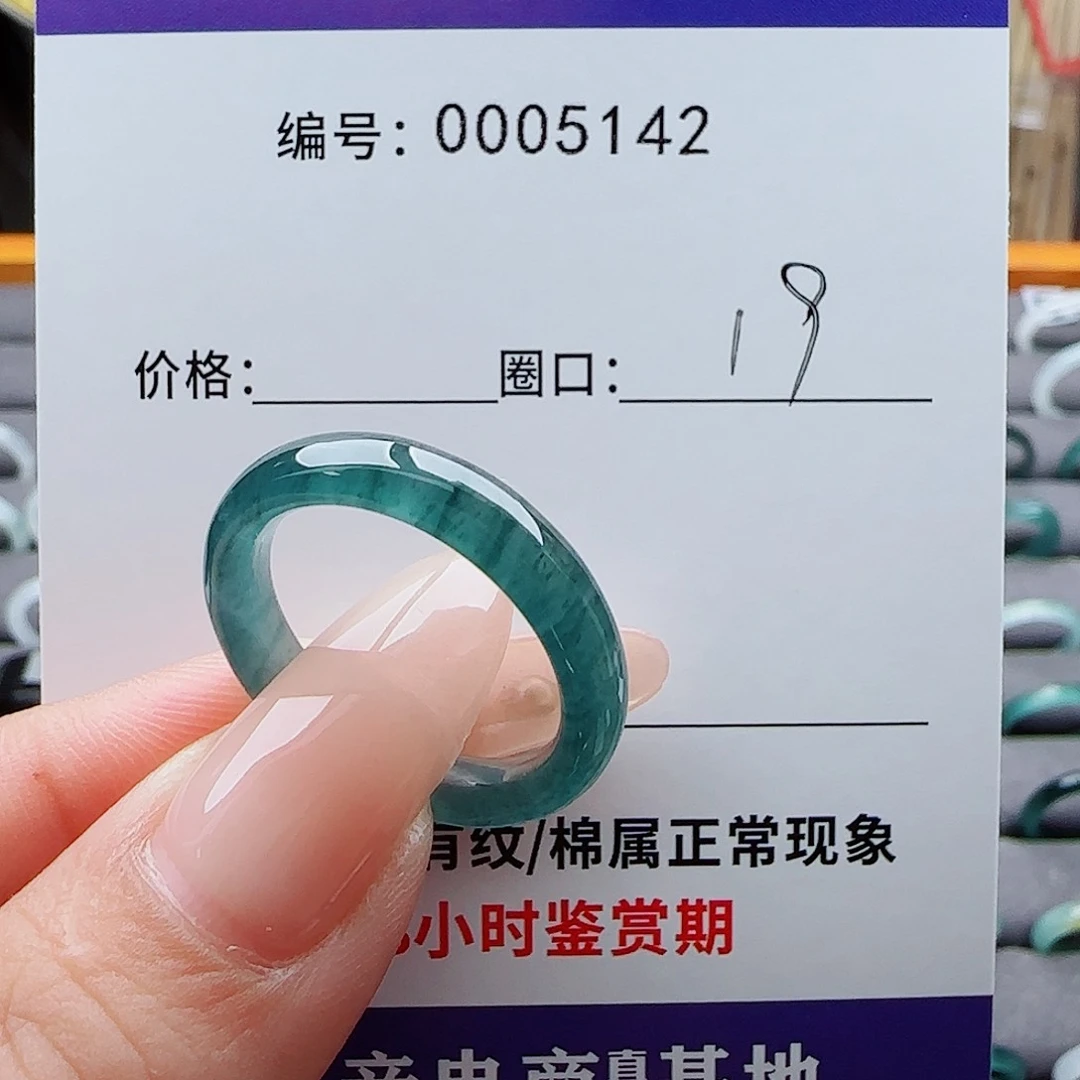 编号：0005142
价格：
圈口：19
有纹/棉属正常现象
小时鉴赏期